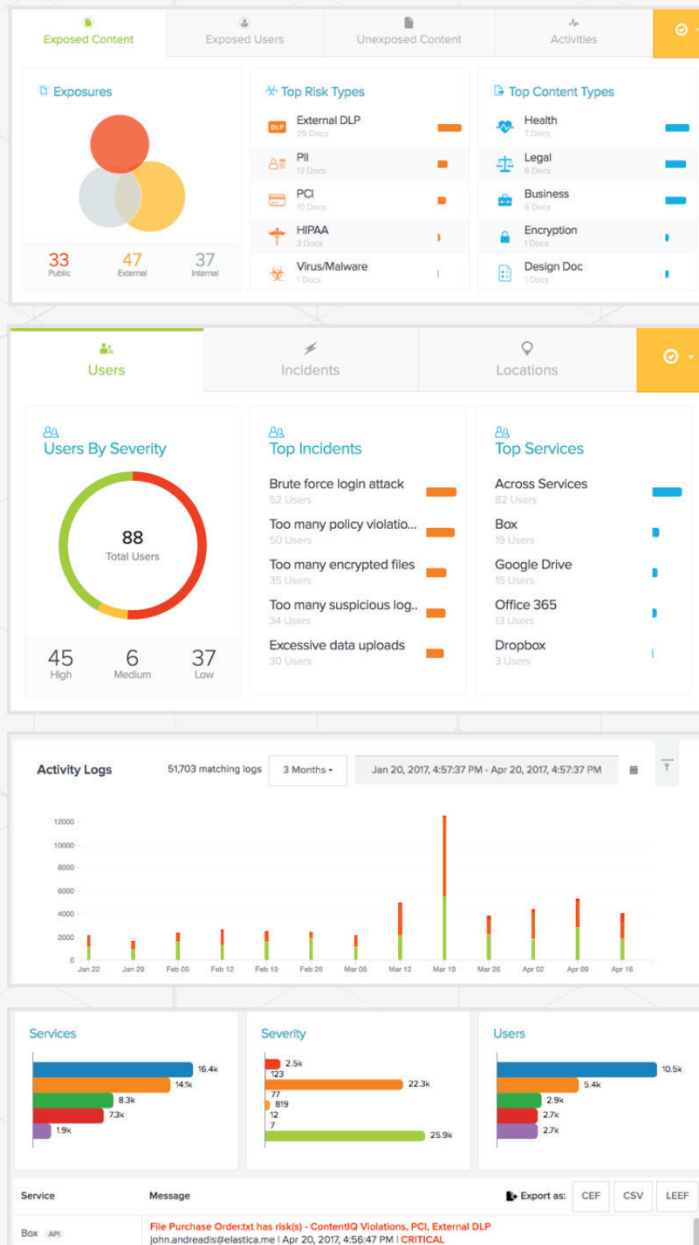 Exposed Content
Exposed Users
Unexposed Content
Activities
Exposures
33
Public
47
External
37
Internal
Top Risk Types
DLP
External DLP
29 Docs
PII
12 Docs
PCI
10 Docs
HIPAA
3 Docs
Virus/Malware
1 Docs
Top Content Types
Health
7 Docs
Legal
6 Docs
Business
6 Docs
Encryption
1 Docs
Design Doc
1 Docs
Users
Incidents
Locations
Users By Severity
88
Total Users
45
High
6
Medium
37
Low
Top Incidents
Brute force login attack
52 Users
Too many policy violatio...
50 Users
Too many encrypted files
35 Users
Too many suspicious log..
34 Users
Excessive data uploads
30 Users
Top Services
Across Services
82 Users
Box
19 Users
Google Drive
15 Users
Office 365
13 Users
Dropbox
3 Users
Activity Logs
51,703 matching logs
3 Months
Jan 20, 2017, 4:57:37 PM - Apr 20, 2017, 4:57:37 PM
12000
10000
8000
6000
4000
2000
0
Jan 22 Jan 29 Feb 05 Feb 12 Feb 19 Feb 26 Mar 05 Mar 12 Mar 19 Mar 26 Apr 02 Apr 09 Apr 16
Services
16.4k
14.1k
8.3k
7.3k
1.9k
Severity
2.5k
123
22.3k
77
819
12
7
25.9k
Users
10.5k
5.4k
2.9k
2.7k
2.7k
Service
Message
Export as:
CEF
CSV
LEEF
Box API
File Purchase Order.txt has risk(s) - ContentIQ Violations, PCI, External DLP
john.andreadis@elastica.me | Apr 20, 2017, 4:56:47 PM | CRITICAL